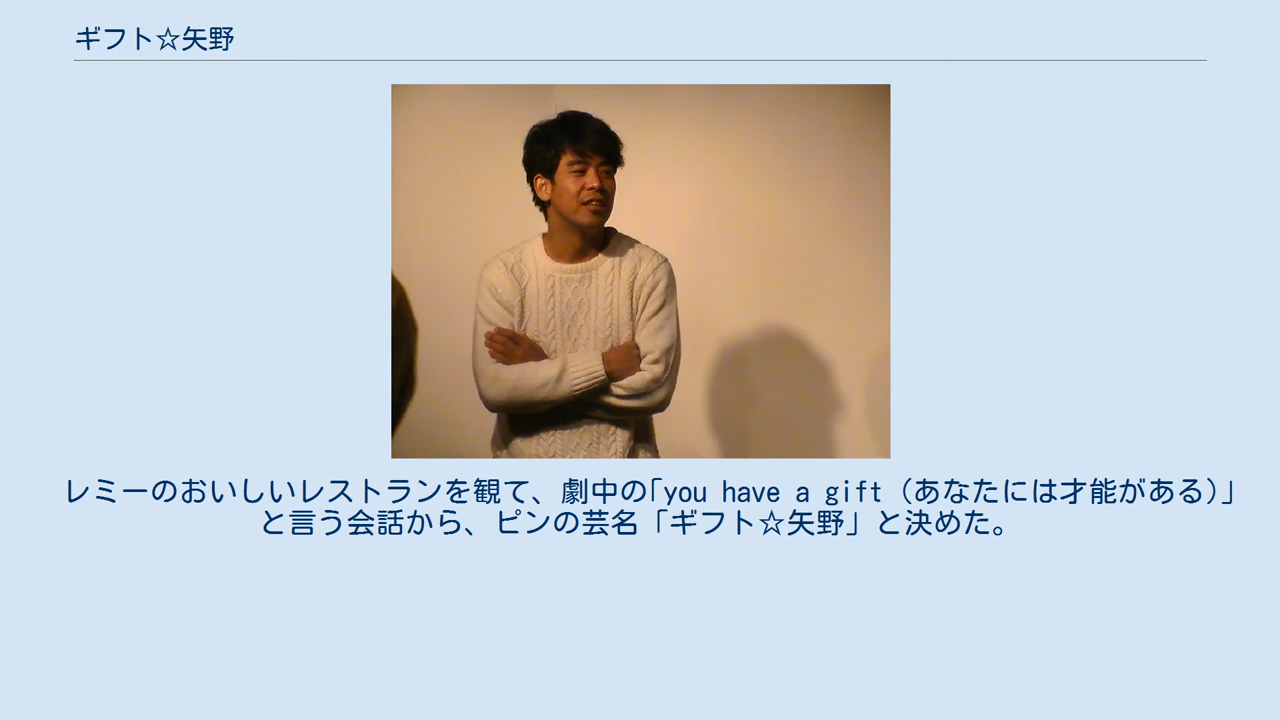 ギフト☆矢野
レミーのおいしいレストランを観て、劇中の「you have a gift (あなたには才能がある)」
と言う会話から、ピンの芸名「ギフト☆矢野」と決めた。